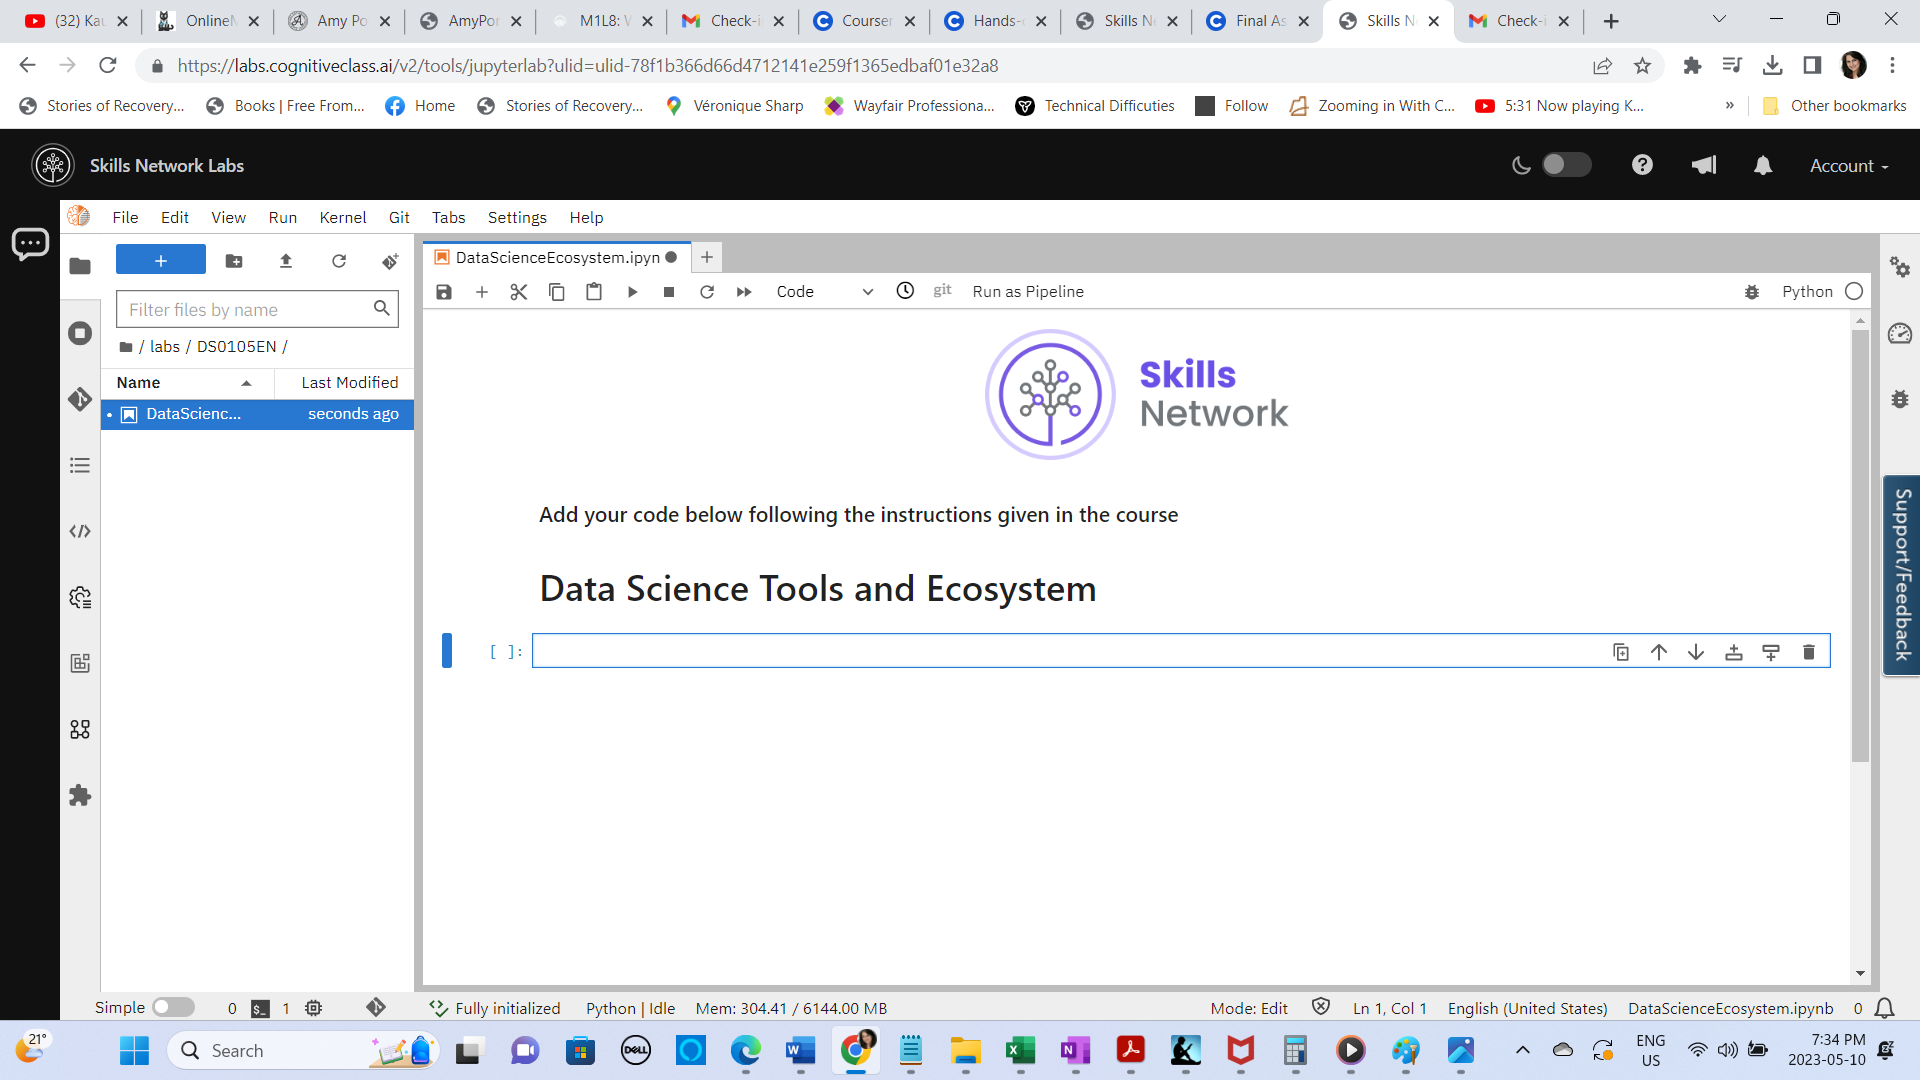 (32) Kau
OnlineM
Amy Po
AmyPor
M1L8: W
Check-i
Courser
Hands-o
Skills Ne
Final As
Skills N
Check-i
https://labs.cognitiveclass.ai/v2/tools/jupyterlab?ulid=ulid-78f1b366d66d4712141e259f1365edbaf01e32a8
Stories of Recovery...
Books | Free From...
Home
Stories of Recovery...
Véronique Sharp
Wayfair Professiona...
Technical Difficuties
Follow
Zooming in With C...
5:31 Now playing K...
»
Other bookmarks
Skills Network Labs
Account
File Edit View Run Kernel Git Tabs Settings Help
DataScienceEcosystem.ipyn
Code
git
Run as Pipeline
Python
Filter files by name
/ labs / DS0105EN /
Name
Last Modified
DataScienc...
seconds ago
Skills
Network
Add your code below following the instructions given in the course
Data Science Tools and Ecosystem
[ ]:
Support/Feedback
Simple
0
$_
1
Fully initialized
Python | Idle
Mem: 304.41 / 6144.00 MB
Mode: Edit
Ln 1, Col 1
English (United States)
DataScienceEcosystem.ipynb
0
21°
Search
DELL
ENG
US
7:34 PM
2023-05-10